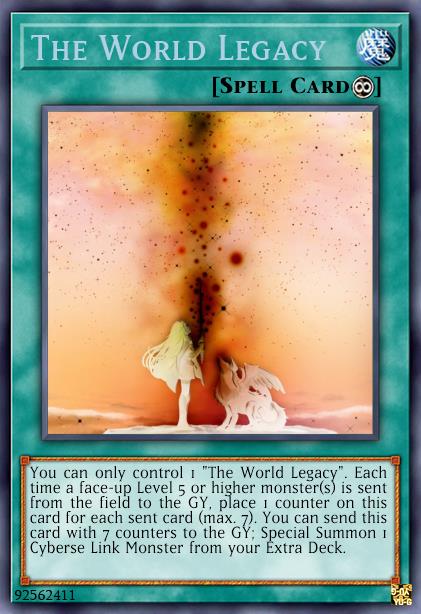 The World Legacy
魔
[Spell Card]
You can only control 1 "The World Legacy". Each
time a face-up Level 5 or higher monster(s) is sent
from the field to the GY, place 1 counter on
this card for each sent card (max. 7). You can send this
card with 7 counters to the GY; Special Summon 1
Cyberse Link Monster from your Extra Deck.
92562411